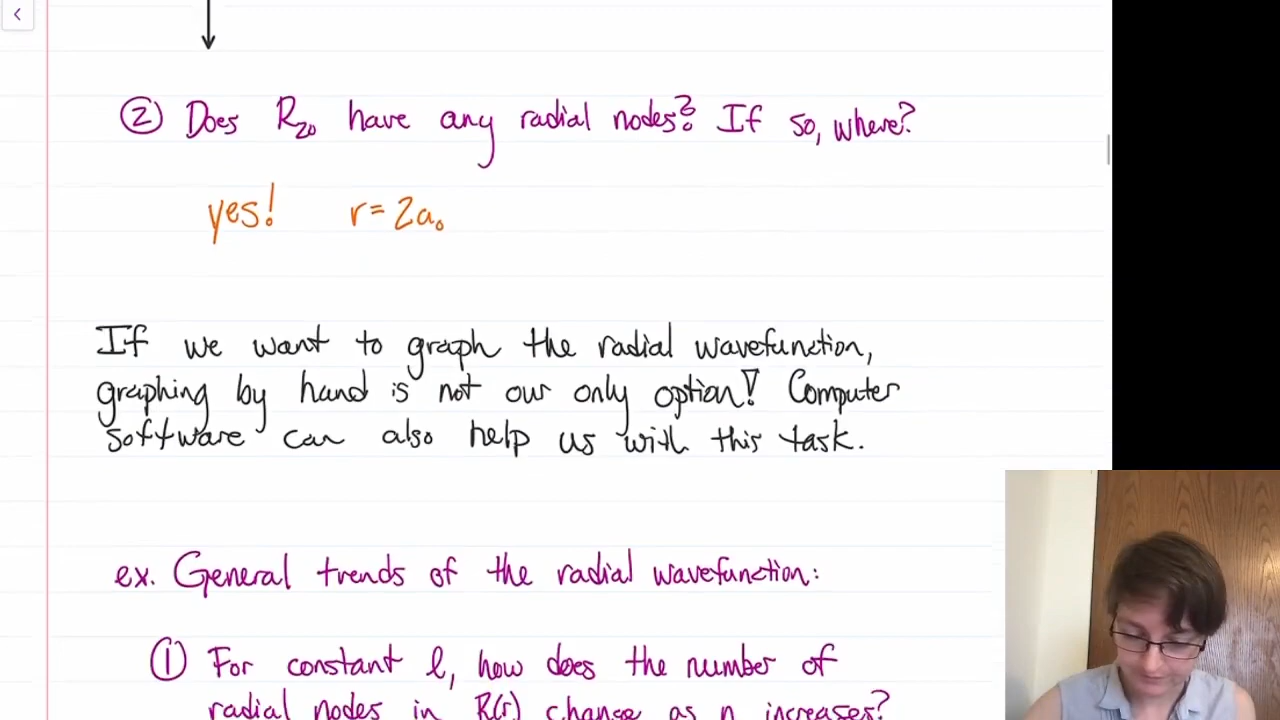 ② Does R₂₀ have any radial nodes? If so, where?
yes! r = 2a₀
If we want to graph the radial wavefunction,
graphing by hand is not our only option! Computer
software can also help us with this task.
ex. General trends of the radial wavefunction:
① For constant l, how does the number of
radial nodes in R(r) change as n increases?